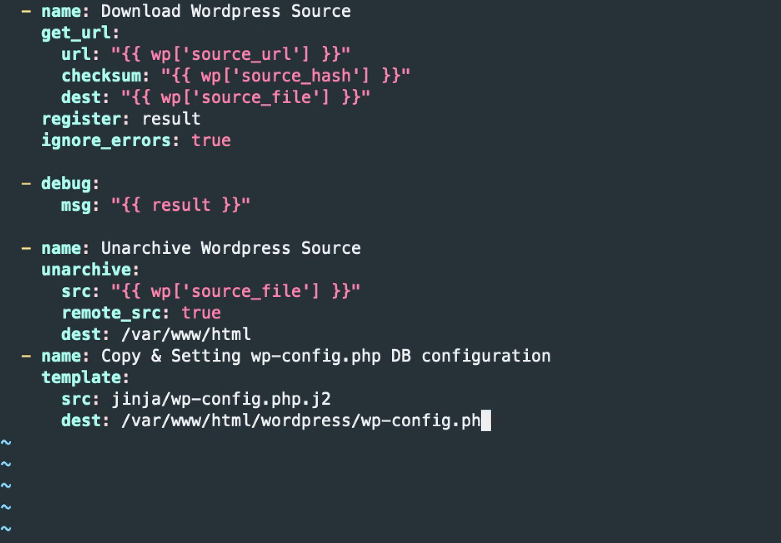 - name: Download Wordpress Source
  get_url:
    url: "{{ wp['source_url'] }}"
    checksum: "{{ wp['source_hash'] }}"
    dest: "{{ wp['source_file'] }}"
  register: result
  ignore_errors: true

- debug:
    msg: "{{ result }}"

- name: Unarchive Wordpress Source
  unarchive:
    src: "{{ wp['source_file'] }}"
    remote_src: true
    dest: /var/www/html
- name: Copy & Setting wp-config.php DB configuration
  template:
    src: jinja/wp-config.php.j2
    dest: /var/www/html/wordpress/wp-config.ph
~
~
~
~
~